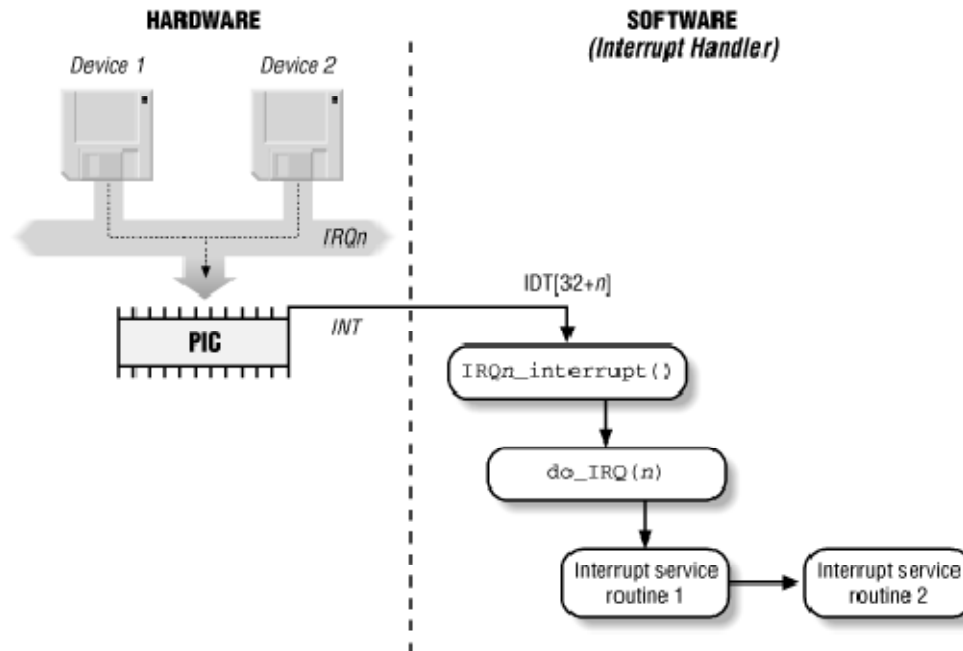 HARDWARE
SOFTWARE
(Interrupt Handler)
Device 1
Device 2
IRQn
IDT[32+n]
INT
PIC
IRQn_interrupt()
do_IRQ(n)
Interrupt service
routine 1
Interrupt service
routine 2